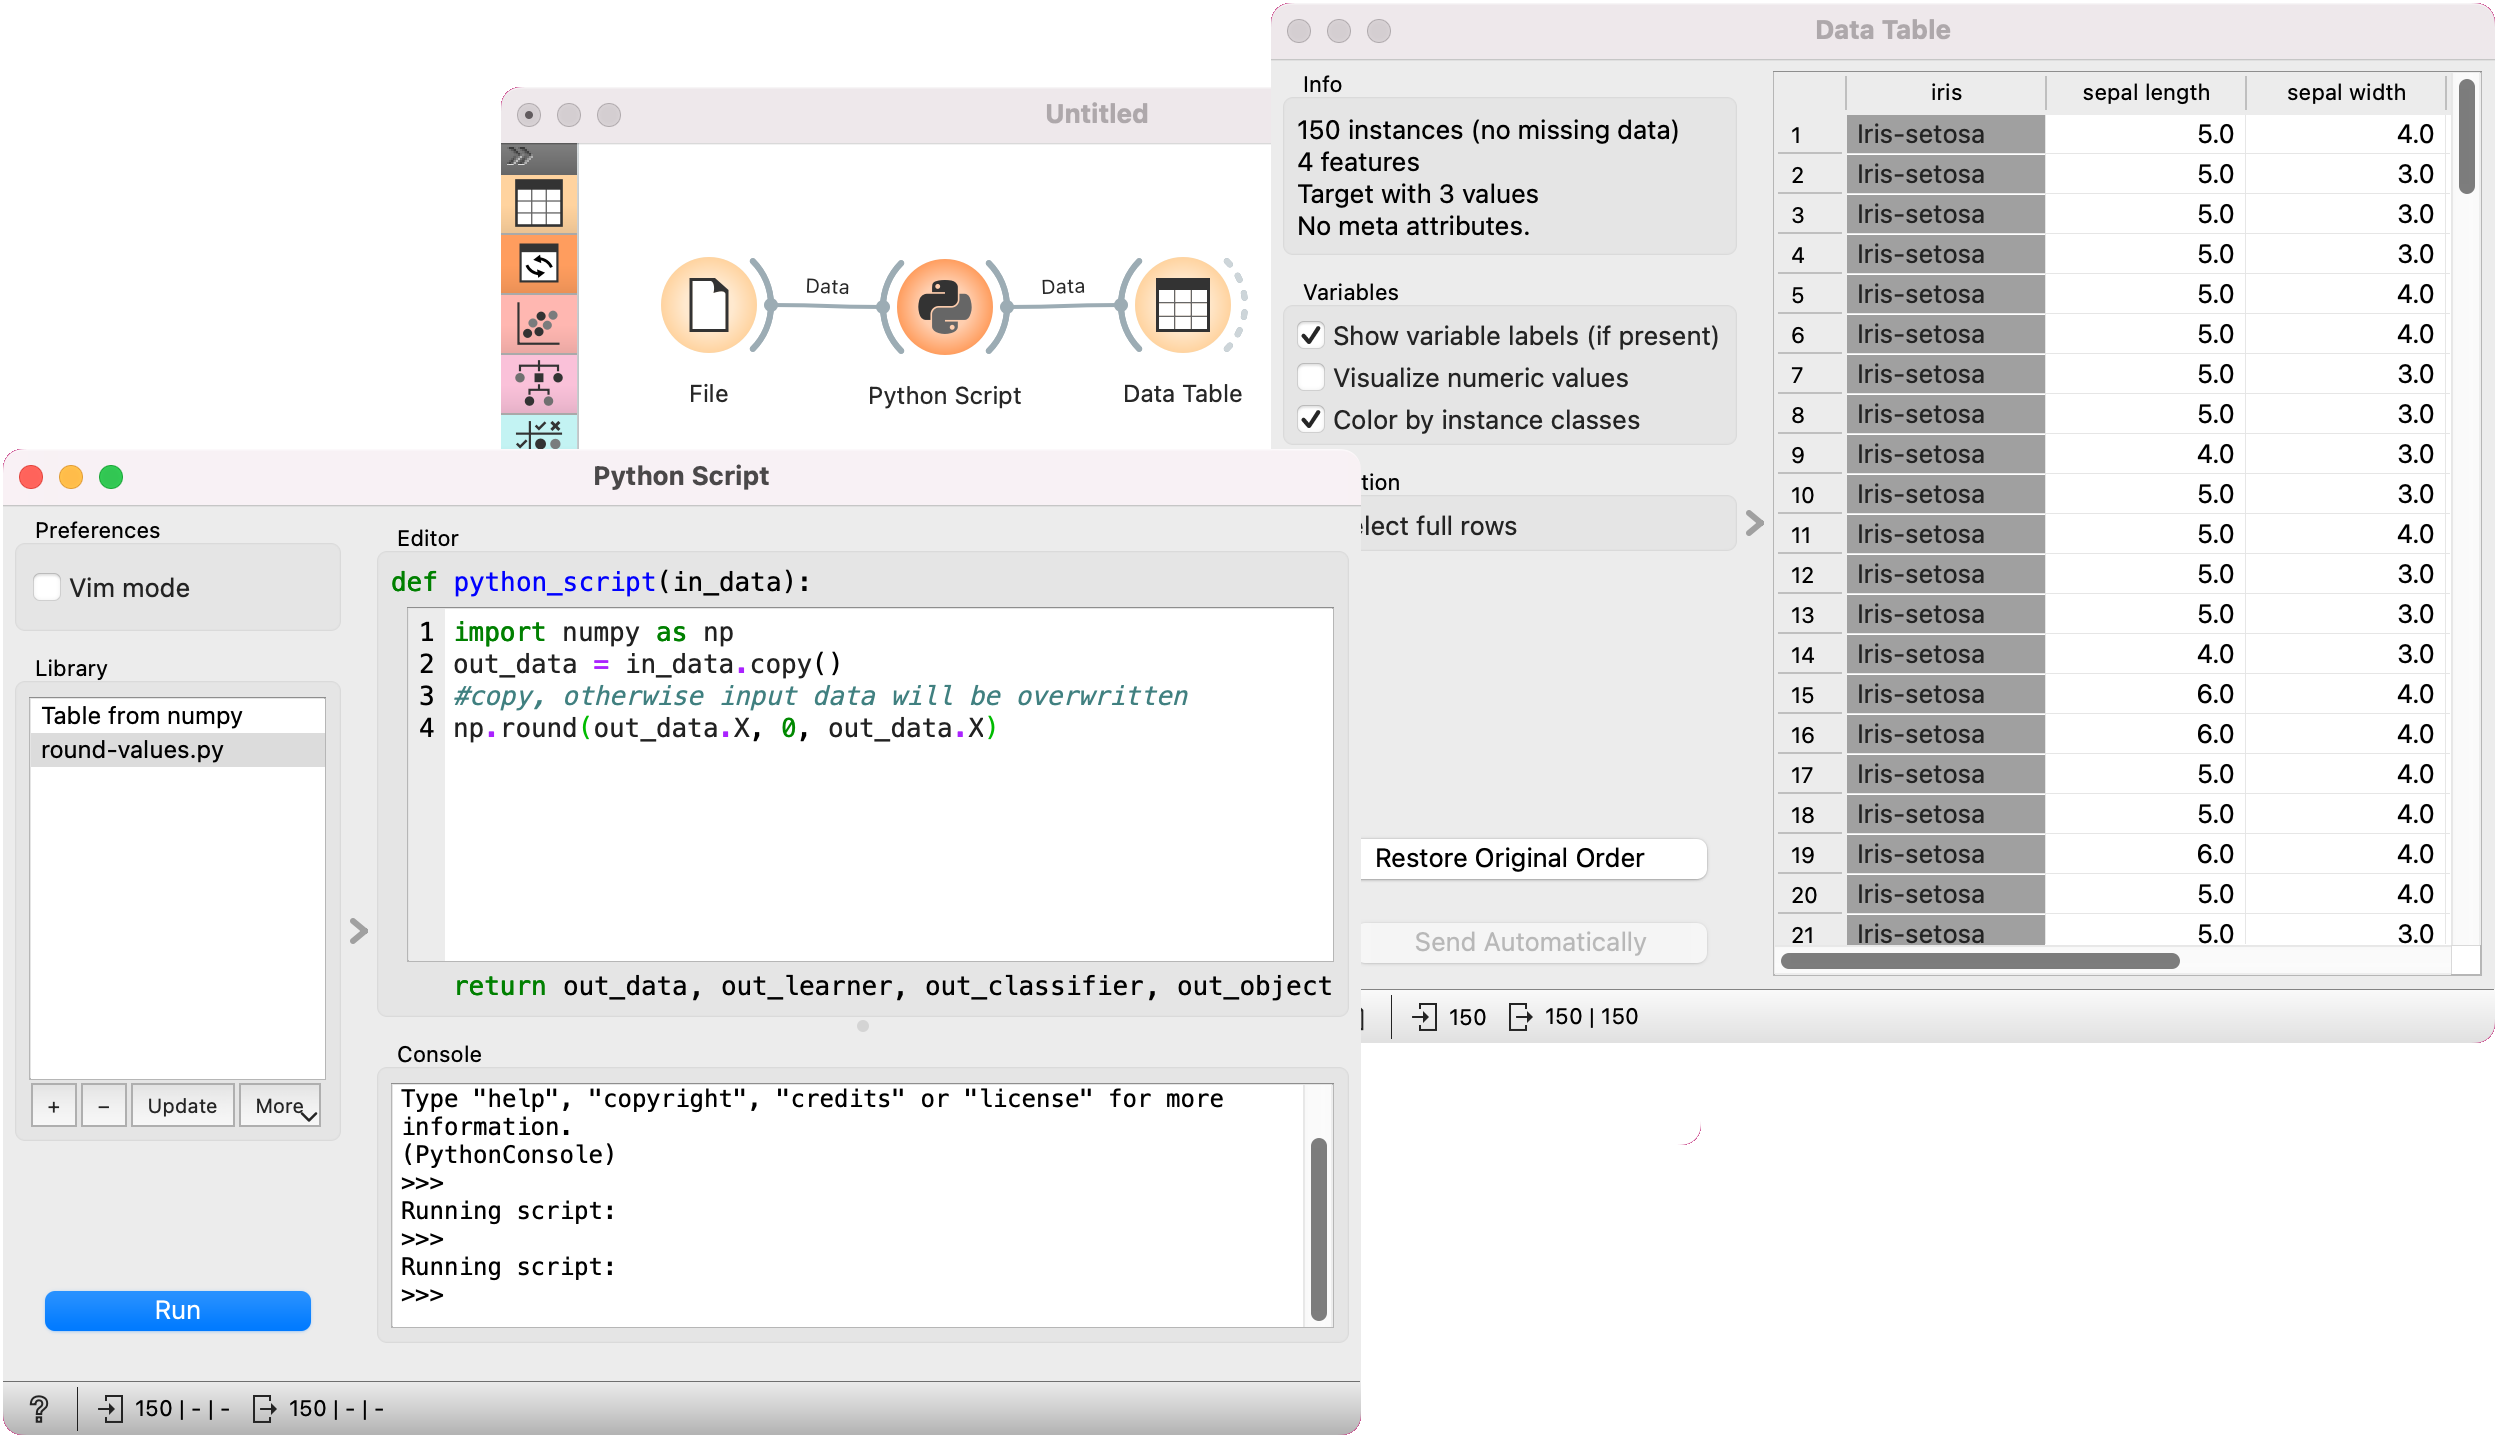 Untitled
Data
Data
File
Python Script
Data Table
Data Table
Info
150 instances (no missing data)
4 features
Target with 3 values
No meta attributes.
Variables
Show variable labels (if present)
Visualize numeric values
Color by instance classes
tion
lect full rows
Restore Original Order
Send Automatically
150
150 | 150
iris sepal length sepal width
1 Iris-setosa 5.0 4.0
2 Iris-setosa 5.0 3.0
3 Iris-setosa 5.0 3.0
4 Iris-setosa 5.0 3.0
5 Iris-setosa 5.0 4.0
6 Iris-setosa 5.0 4.0
7 Iris-setosa 5.0 3.0
8 Iris-setosa 5.0 3.0
9 Iris-setosa 4.0 3.0
10 Iris-setosa 5.0 3.0
11 Iris-setosa 5.0 4.0
12 Iris-setosa 5.0 3.0
13 Iris-setosa 5.0 3.0
14 Iris-setosa 4.0 3.0
15 Iris-setosa 6.0 4.0
16 Iris-setosa 6.0 4.0
17 Iris-setosa 5.0 4.0
18 Iris-setosa 5.0 4.0
19 Iris-setosa 6.0 4.0
20 Iris-setosa 5.0 4.0
21 Iris-setosa 5.0 3.0
Python Script
Preferences
Vim mode
Library
Table from numpy
round-values.py
+ − Update More
Run
Editor
def python_script(in_data):
1 import numpy as np
2 out_data = in_data.copy()
3 #copy, otherwise input data will be overwritten
4 np.round(out_data.X, 0, out_data.X)
return out_data, out_learner, out_classifier, out_object
Console
Type "help", "copyright", "credits" or "license" for more
information.
(PythonConsole)
>>>
Running script:
>>>
Running script:
>>>
? 150 | - | - 150 | - | -